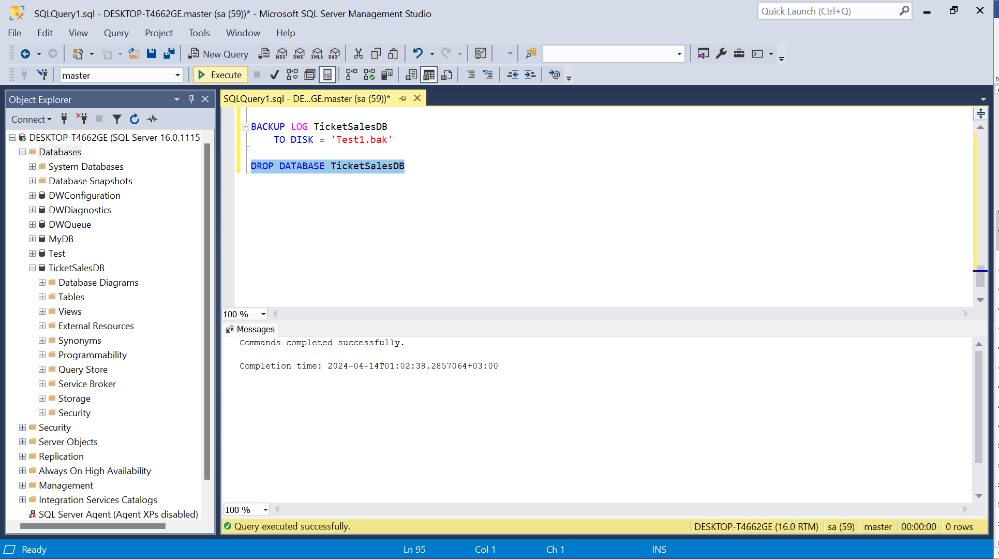 SQLQuery1.sql - DESKTOP-T4662GE.master (sa (59))* - Microsoft SQL Server Management Studio
Quick Launch (Ctrl+Q)
File Edit View Query Project Tools Window Help
New Query MDX DMX XMLA DAX
master Execute
Object Explorer
SQLQuery1.sql - DE...GE.master (sa (59))*
Connect
DESKTOP-T4662GE (SQL Server 16.0.1115
Databases
System Databases
Database Snapshots
DWConfiguration
DWDiagnostics
DWQueue
MyDB
Test
TicketSalesDB
Database Diagrams
Tables
Views
External Resources
Synonyms
Programmability
Query Store
Service Broker
Storage
Security
Security
Server Objects
Replication
Always On High Availability
Management
Integration Services Catalogs
SQL Server Agent (Agent XPs disabled)
BACKUP LOG TicketSalesDB
TO DISK = 'Test1.bak'
DROP DATABASE TicketSalesDB
100 %
Messages
Commands completed successfully.
Completion time: 2024-04-14T01:02:38.2857064+03:00
100 %
Query executed successfully.
DESKTOP-T4662GE (16.0 RTM) sa (59) master 00:00:00 0 rows
Ready Ln 95 Col 1 Ch 1 INS